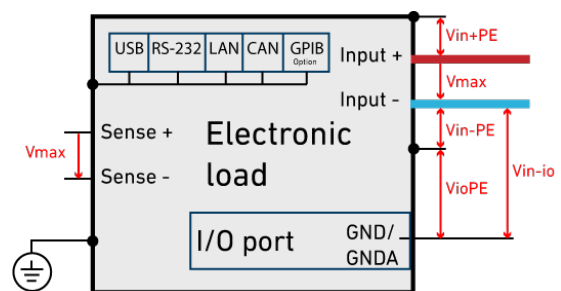 USB RS-232 LAN CAN GPIB
Option
Input +
Input -
Vin+PE
Vmax
Vin-PE
VioPE
Vin-io
Vmax
Sense +
Sense -
Electronic
load
I/O port
GND/
GNDA